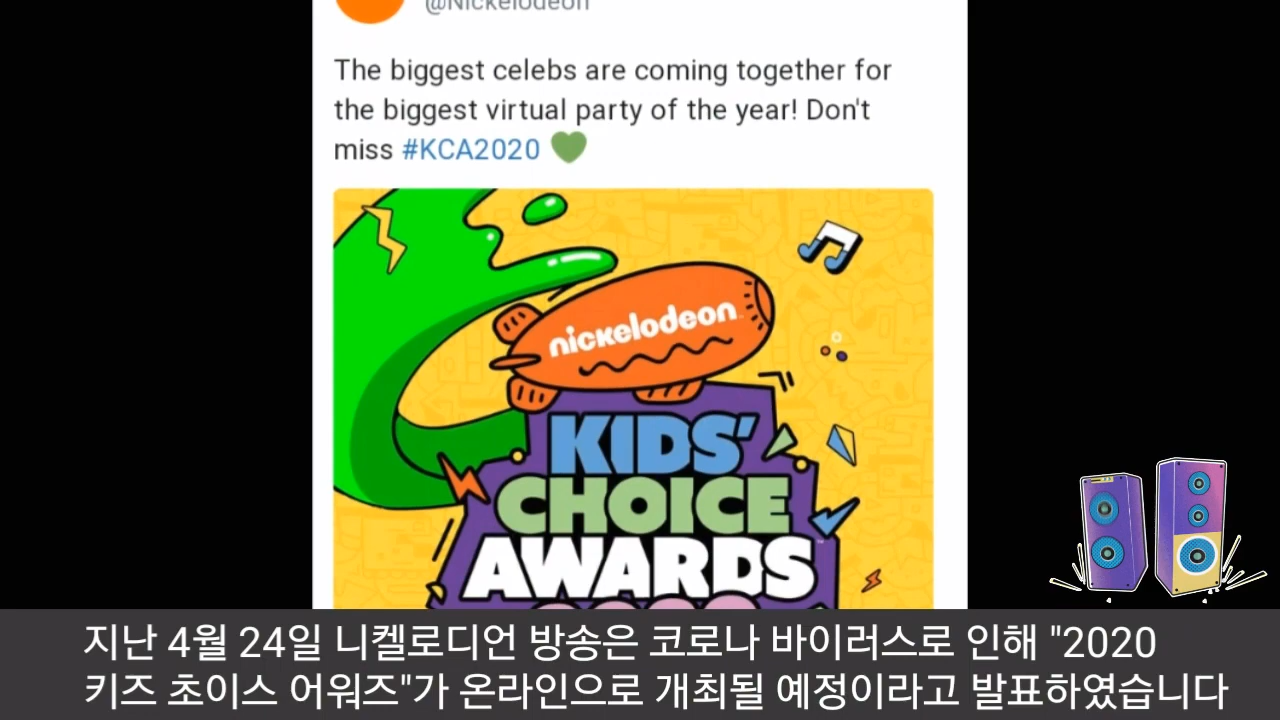 @Nickelodeon
The biggest celebs are coming together for
the biggest virtual party of the year! Don't
miss #KCA2020 💚
nickelodeon
KIDS'
CHOICE
AWARDS
지난 4월 24일 니켈로디언 방송은 코로나 바이러스로 인해 "2020
키즈 초이스 어워즈"가 온라인으로 개최될 예정이라고 발표하였습니다